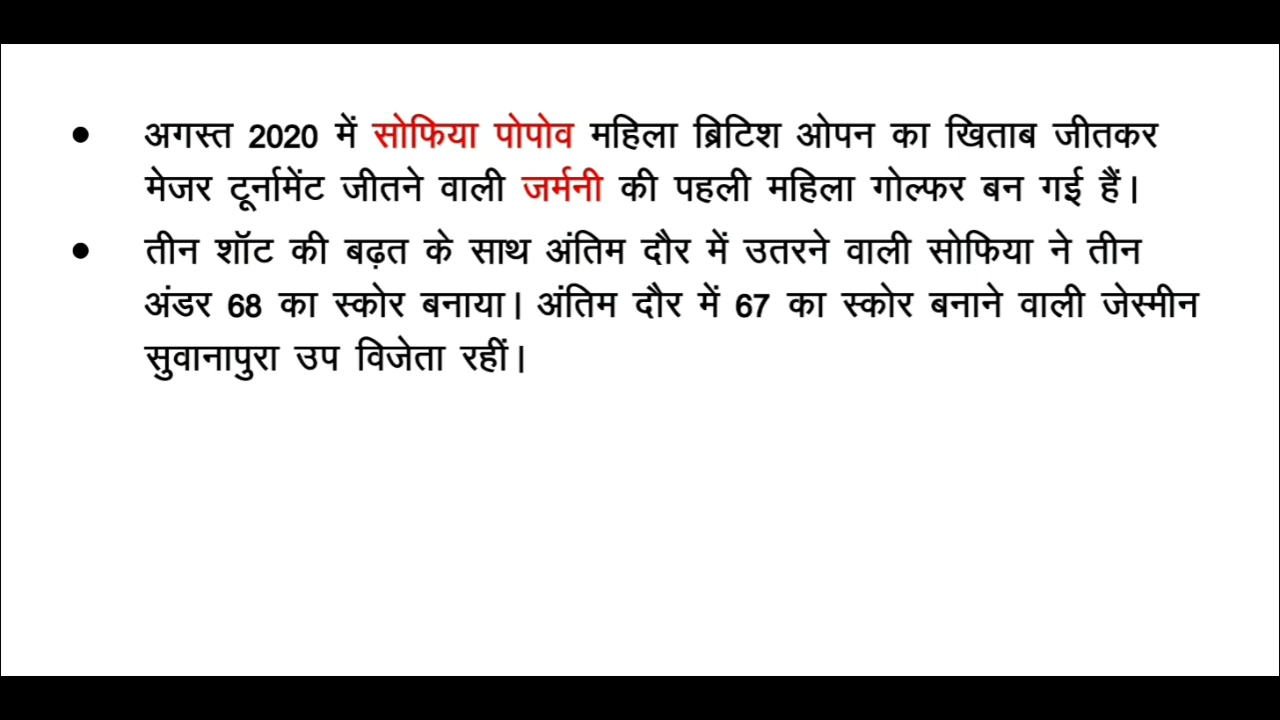 • अगस्त 2020 में सोफिया पोपोव महिला ब्रिटिश ओपन का खिताब जीतकर
मेजर टूर्नामेंट जीतने वाली जर्मनी की पहली महिला गोल्फर बन गई हैं।
• तीन शॉट की बढ़त के साथ अंतिम दौर में उतरने वाली सोफिया ने तीन
अंडर 68 का स्कोर बनाया। अंतिम दौर में 67 का स्कोर बनाने वाली जेस्मीन
सुवानापुरा उप विजेता रहीं।